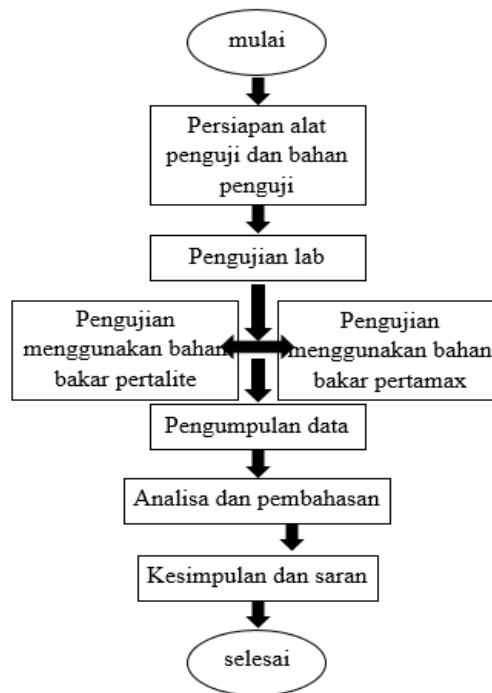 mulai
Persiapan alat
penguji dan bahan
penguji
Pengujian lab
Pengujian
menggunakan bahan
bakar pertalite
Pengujian
menggunakan bahan
bakar pertamax
Pengumpulan data
Analisa dan pembahasan
Kesimpulan dan saran
selesai